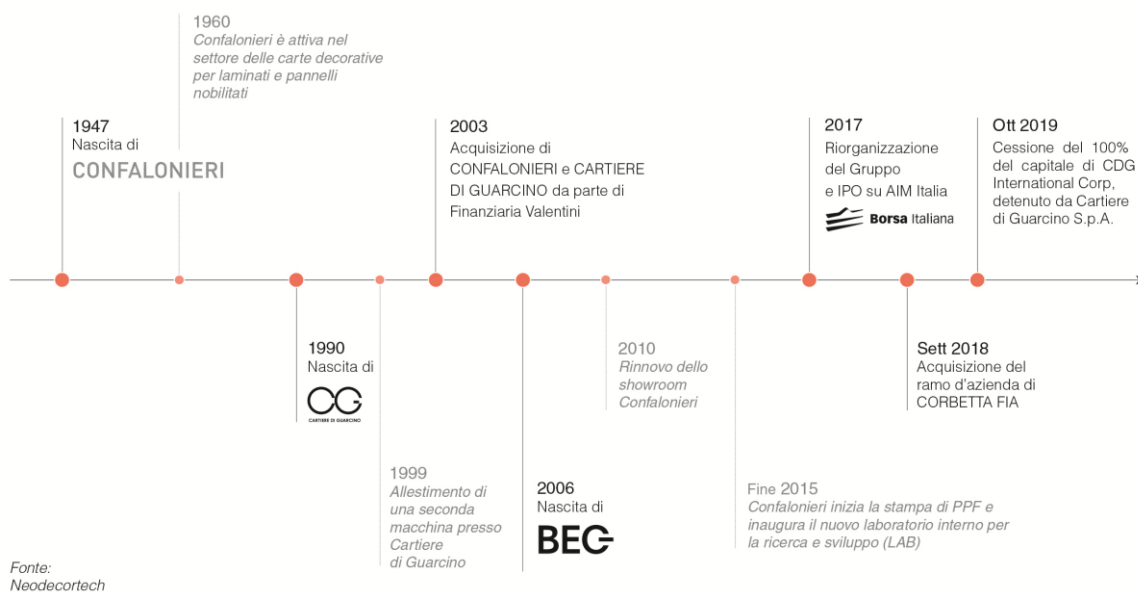 1960
Confalonieri è attiva nel
settore delle carte decorative
per laminati e pannelli
nobilitati
1947
Nascita di
CONFALONIERI
2003
Acquisizione di
CONFALONIERI e CARTIERE
DI GUARCINO da parte di
Finanziaria Valentini
2017
Riorganizzazione
del Gruppo
e IPO su AIM Italia
Borsa Italiana
Ott 2019
Cessione del 100%
del capitale di CDG
International Corp,
detenuto da Cartiere
di Guarcino S.p.A.
1990
Nascita di
CG
CARTIERE DI GUARCINO
1999
Allestimento di
una seconda
macchina presso
Cartiere
di Guarcino
2006
Nascita di
BEG
2010
Rinnovo dello
showroom
Confalonieri
Fine 2015
Confalonieri inizia la stampa di PPF e
inaugura il nuovo laboratorio interno per
la ricerca e sviluppo (LAB)
Sett 2018
Acquisizione del
ramo d'azienda di
CORBETTA FIA
Fonte:
Neodecortech